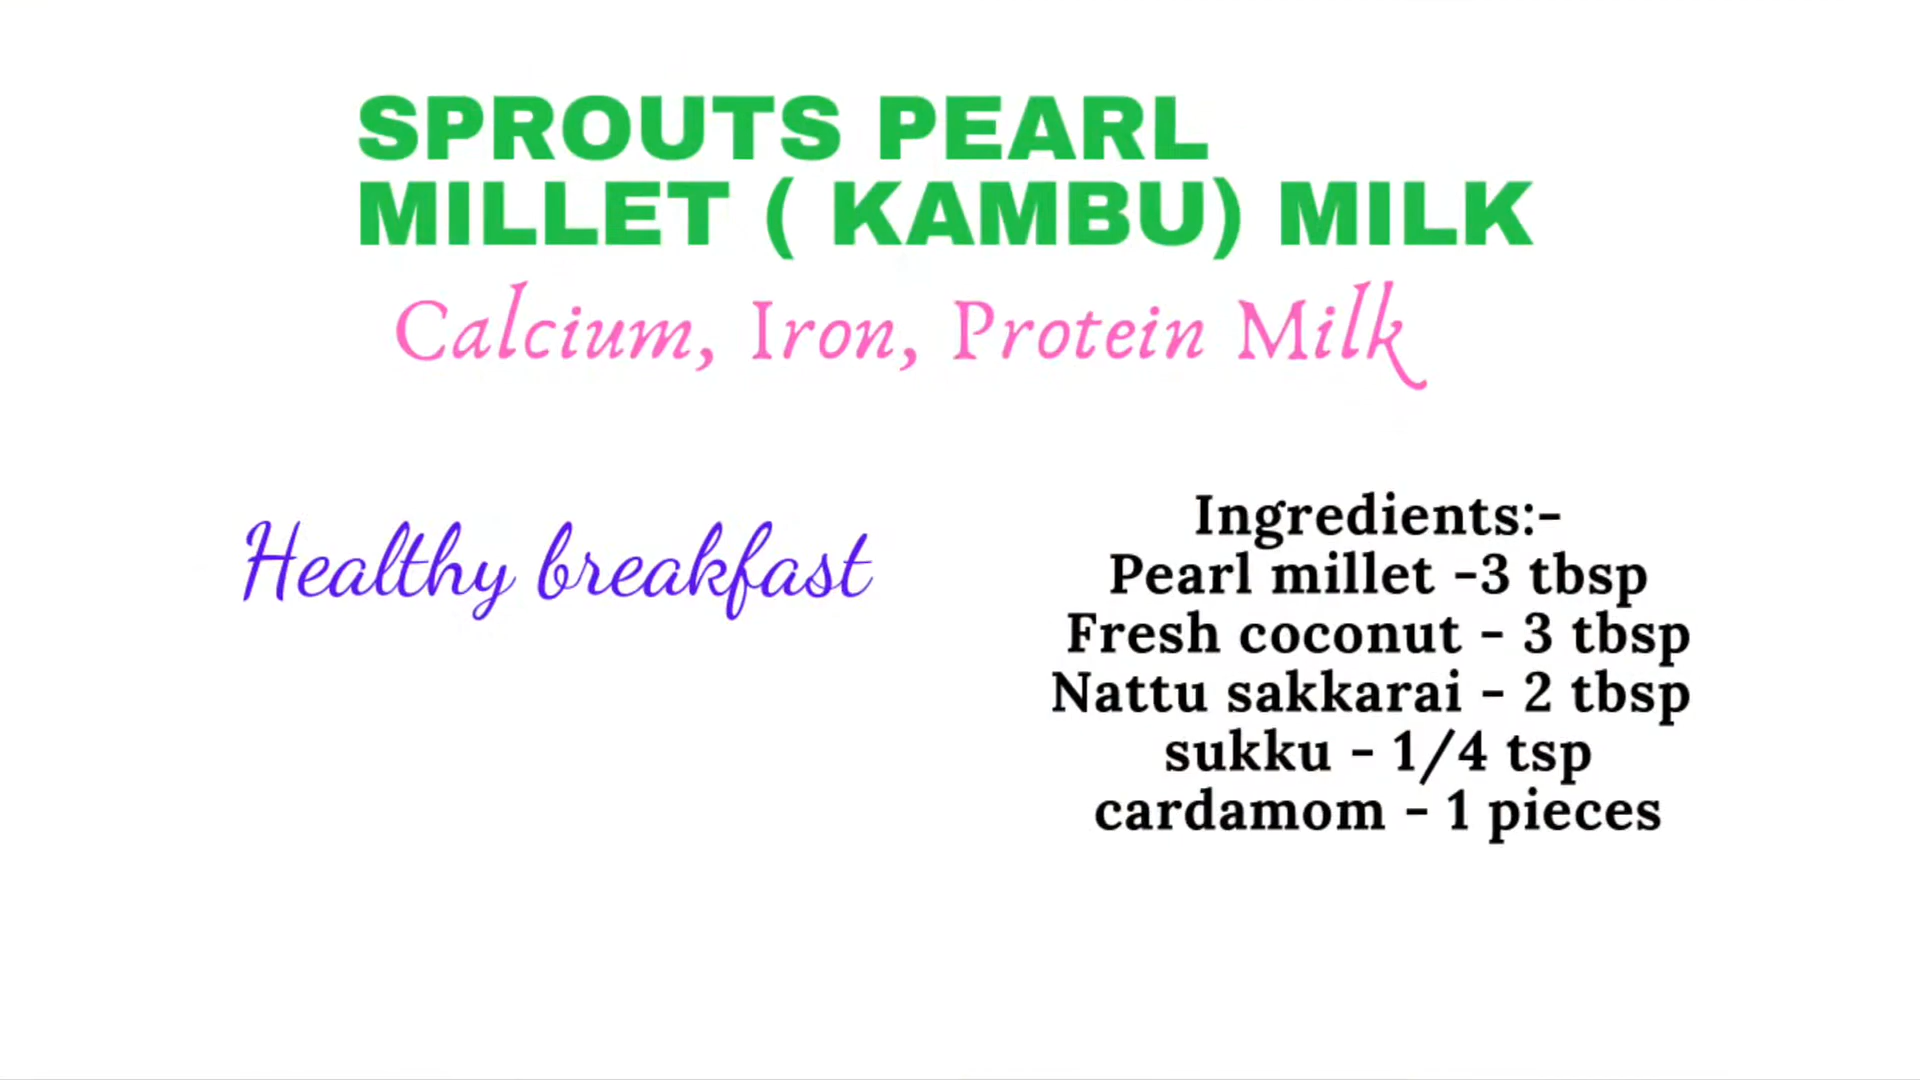 SPROUTS PEARL
MILLET ( KAMBU) MILK
Calcium, Iron, Protein Milk
Healthy breakfast
Ingredients:-
Pearl millet -3 tbsp
Fresh coconut - 3 tbsp
Nattu sakkarai - 2 tbsp
sukku - 1/4 tsp
cardamom - 1 pieces